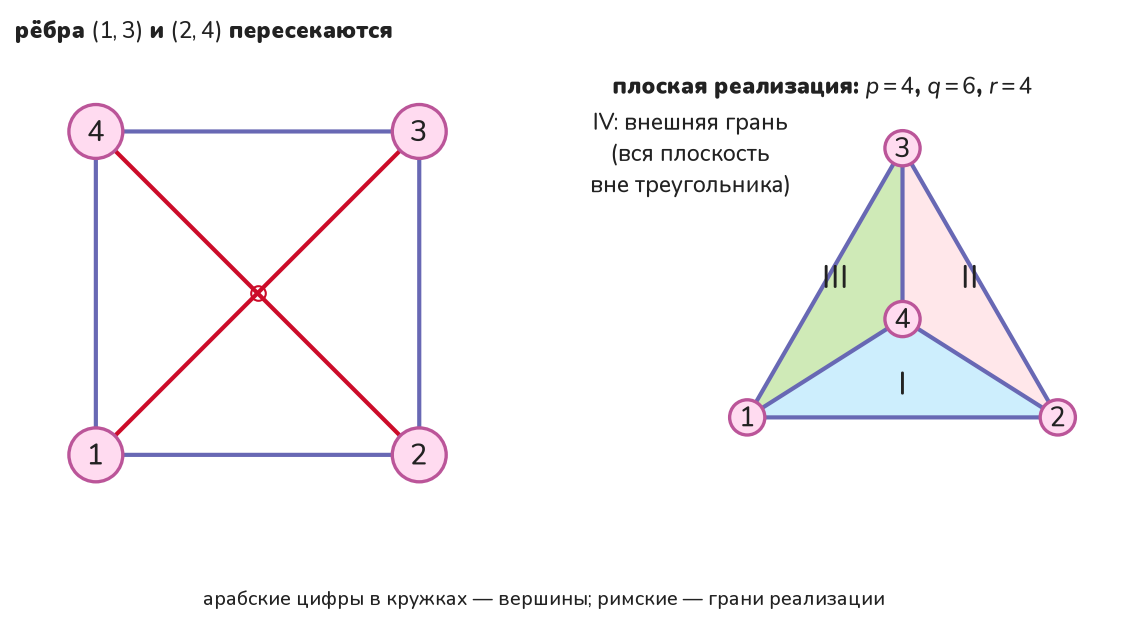 рёбра (1, 3) и (2, 4) пересекаются
4
3
1
2
плоская реализация: p = 4, q = 6, r = 4
IV: внешняя грань
(вся плоскость
вне треугольника)
3
III
II
4
I
1
2
арабские цифры в кружках — вершины; римские — грани реализации